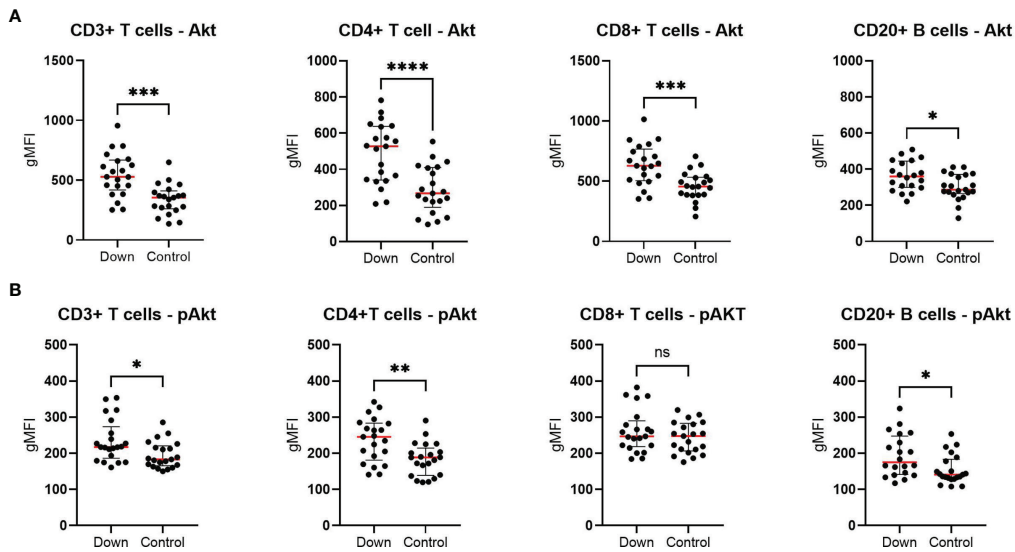 A
CD3+ T cells - Akt
CD4+ T cell - Akt
CD8+ T cells - Akt
CD20+ B cells - Akt
gMFI
1500
1000
500
0
***
Down Control
gMFI
1000
800
600
400
200
0
****
Down Control
gMFI
1500
1000
500
0
***
Down Control
gMFI
1000
800
600
400
200
0
*
Down Control
B
CD3+ T cells - pAkt
CD4+T cells - pAkt
CD8+ T cells - pAKT
CD20+ B cells - pAkt
gMFI
500
400
300
200
100
0
*
Down Control
gMFI
500
400
300
200
100
0
**
Down Control
gMFI
500
400
300
200
100
0
ns
Down Control
gMFI
500
400
300
200
100
0
*
Down Control